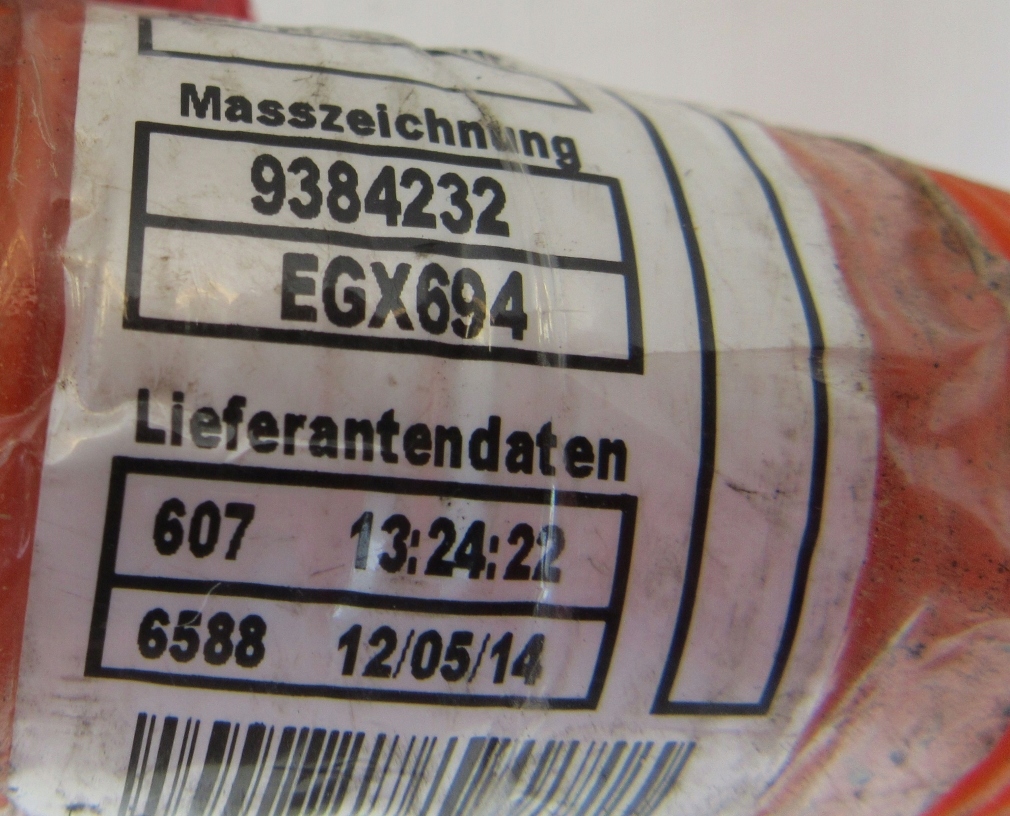 Masszeichnung
9384232
EGX694
Lieferantendaten
607 13:24:22
6588 12/05/14